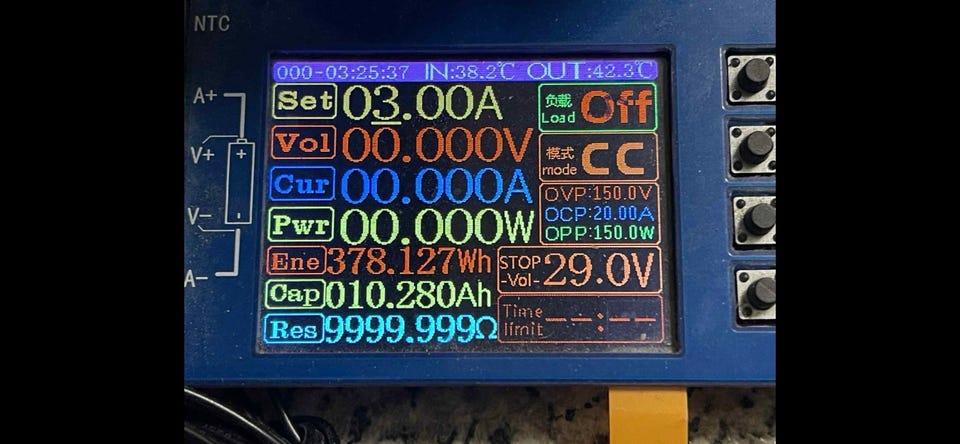 NTC
000-03:25:37 IN:38.2℃ OUT:42.3℃
A+
V+
+
V-
A-
Set 03.00A
Vol 00.000V
Cur 00.000A
Pwr 00.000W
Ene 378.127Wh
Cap 010.280Ah
Res 9999.999Ω
负载 Load Off
模式 mode CC
OVP:150.0V
OCP:20.00A
OPP:150.0W
STOP -Vol- 29.0V
Time limit --:--